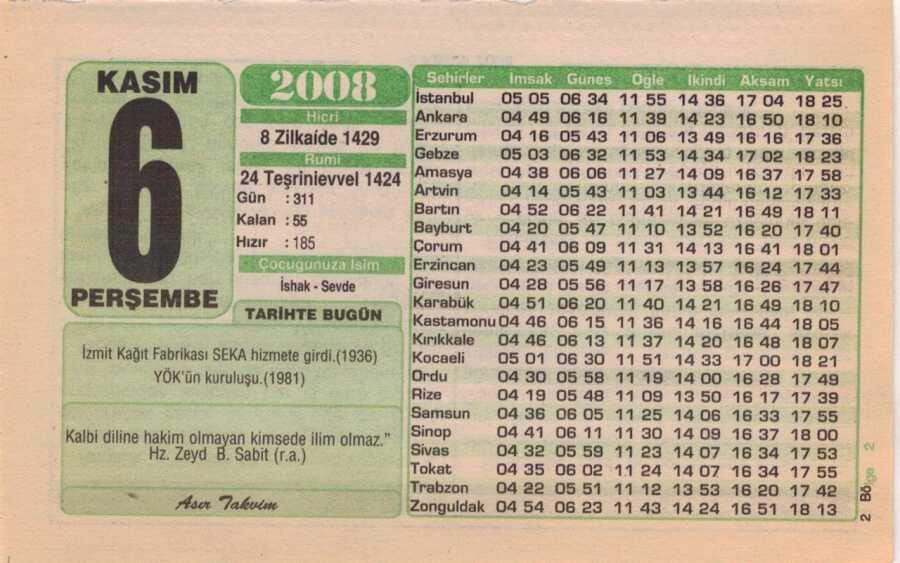 KASIM
6
PERŞEMBE
2008
Hicri
8 Zilkaíde 1429
Rumi
24 Teşrinievvel 1424
Gün : 311
Kalan : 55
Hızır : 185
Çocuğunuza İsim
İshak - Sevde
TARİHTE BUGÜN
İzmit Kağıt Fabrikası SEKA hizmete girdi.(1936)
YÖK'ün kuruluşu.(1981)
Kalbi diline hakim olmayan kimsede ilim olmaz."
Hz. Zeyd B. Sabit (r.a.)
Asır Takvim
Şehirler İmsak Güneş Öğle İkindi Akşam Yatsı
İstanbul 05 05 06 34 11 55 14 36 17 04 18 25
Ankara 04 49 06 16 11 39 14 23 16 50 18 10
Erzurum 04 16 05 43 11 06 13 49 16 16 17 36
Gebze 05 03 06 32 11 53 14 34 17 02 18 23
Amasya 04 38 06 06 11 27 14 09 16 37 17 58
Artvin 04 14 05 43 11 03 13 44 16 12 17 33
Bartın 04 52 06 22 11 41 14 21 16 49 18 11
Bayburt 04 20 05 47 11 10 13 52 16 20 17 40
Çorum 04 41 06 09 11 31 14 13 16 41 18 01
Erzincan 04 23 05 49 11 13 13 57 16 24 17 44
Giresun 04 28 05 56 11 17 13 58 16 26 17 47
Karabük 04 51 06 20 11 40 14 21 16 49 18 10
Kastamonu 04 46 06 15 11 36 14 16 16 44 18 05
Kırıkkale 04 46 06 13 11 37 14 20 16 48 18 07
Kocaeli 05 01 06 30 11 51 14 33 17 00 18 21
Ordu 04 30 05 58 11 19 14 00 16 28 17 49
Rize 04 19 05 48 11 09 13 50 16 17 17 39
Samsun 04 36 06 05 11 25 14 06 16 33 17 55
Sinop 04 41 06 11 11 30 14 09 16 37 18 00
Sivas 04 32 05 59 11 23 14 07 16 34 17 53
Tokat 04 35 06 02 11 24 14 07 16 34 17 55
Trabzon 04 22 05 51 11 12 13 53 16 20 17 42
Zonguldak 04 54 06 23 11 43 14 24 16 51 18 13
2 Bölge 2